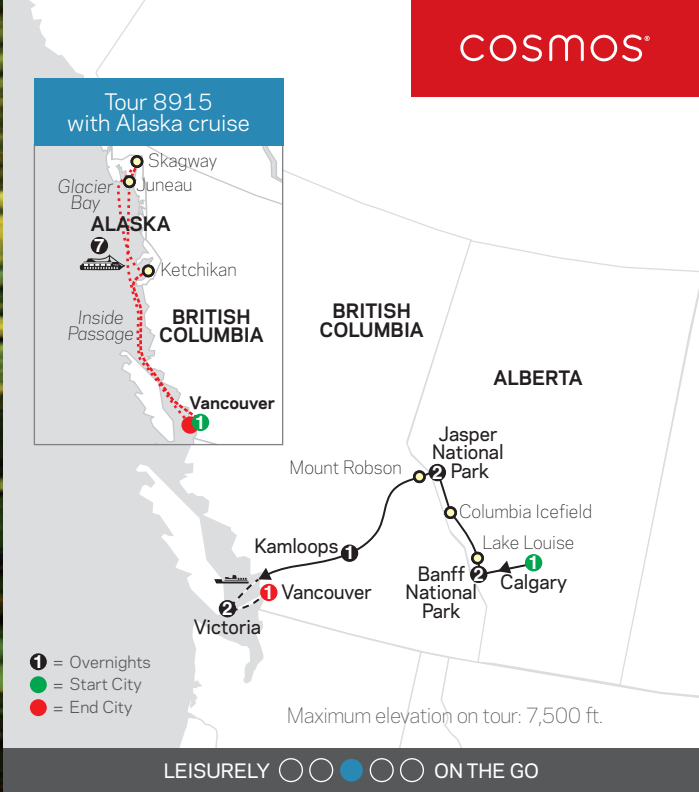 COSMOS®
Tour 8915
with Alaska cruise
Skagway
Juneau
Glacier
Bay
ALASKA
7
Ketchikan
Inside
Passage
BRITISH
COLUMBIA
Vancouver
1
BRITISH
COLUMBIA
ALBERTA
Jasper
National
Park
2
Mount Robson
Columbia Icefield
Lake Louise
Kamloops 1
Banff
National
Park
2
1
Calgary
1 Vancouver
2
Victoria
1 = Overnights
= Start City
= End City
Maximum elevation on tour: 7,500 ft.
LEISURELY ON THE GO